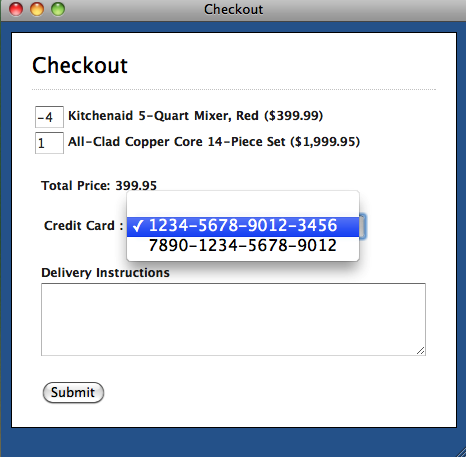 Checkout
Checkout
-4 Kitchenaid 5-Quart Mixer, Red ($399.99)
1 All-Clad Copper Core 14-Piece Set ($1,999.95)
Total Price: 399.95
Credit Card : ✓ 1234-5678-9012-3456
7890-1234-5678-9012
Delivery Instructions
Submit